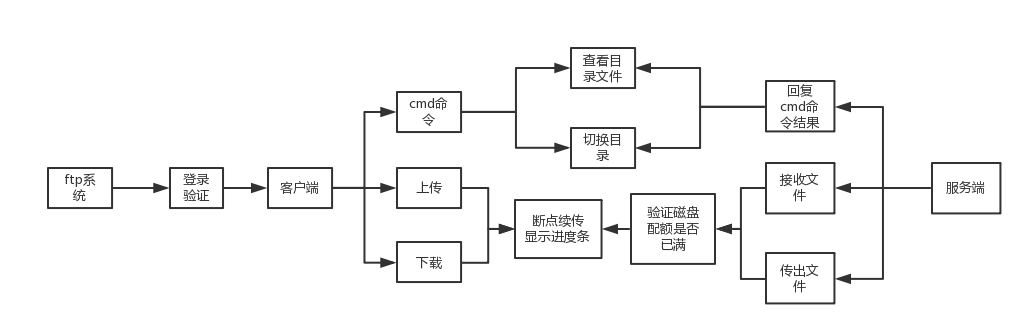 ftp系
统
登录
验证
客户端
cmd命
令
上传
下载
查看目
录文件
切换目
录
断点续传
显示进度条
验证磁盘
配额是否
已满
回复
cmd命
令结果
接收文
件
传出文
件
服务端